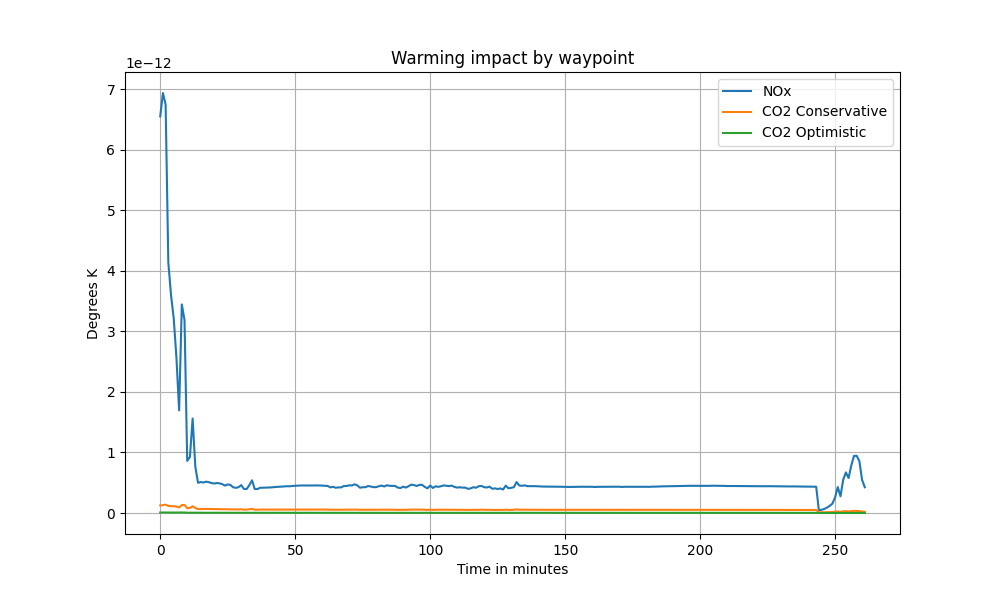 Warming impact by waypoint
1e−12
7
6
5
4
3
2
1
0
Degrees K
NOx
CO2 Conservative
CO2 Optimistic
0 50 100 150 200 250
Time in minutes